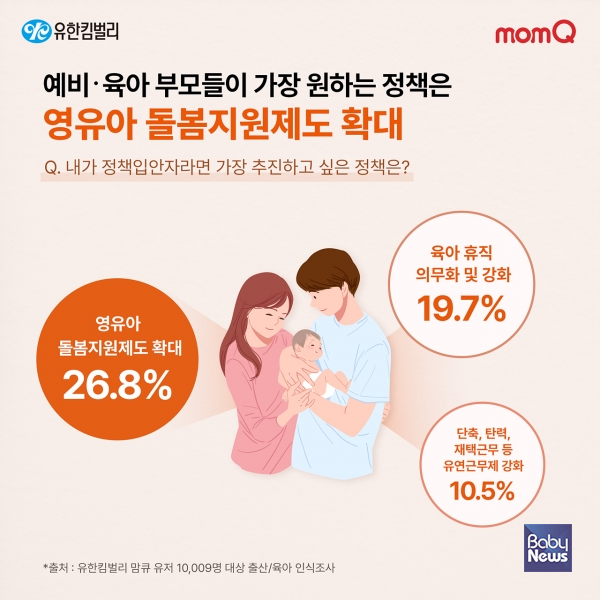 유한킴벌리
momQ
예비·육아 부모들이 가장 원하는 정책은
영유아 돌봄지원제도 확대
Q. 내가 정책입안자라면 가장 추진하고 싶은 정책은?
육아 휴직
의무화 및 강화
19.7%
영유아
돌봄지원제도 확대
26.8%
단축, 탄력,
재택근무 등
유연근무제 강화
10.5%
Baby
News
*출처 : 유한킴벌리 맘큐 유저 10,009명 대상 출산/육아 인식조사